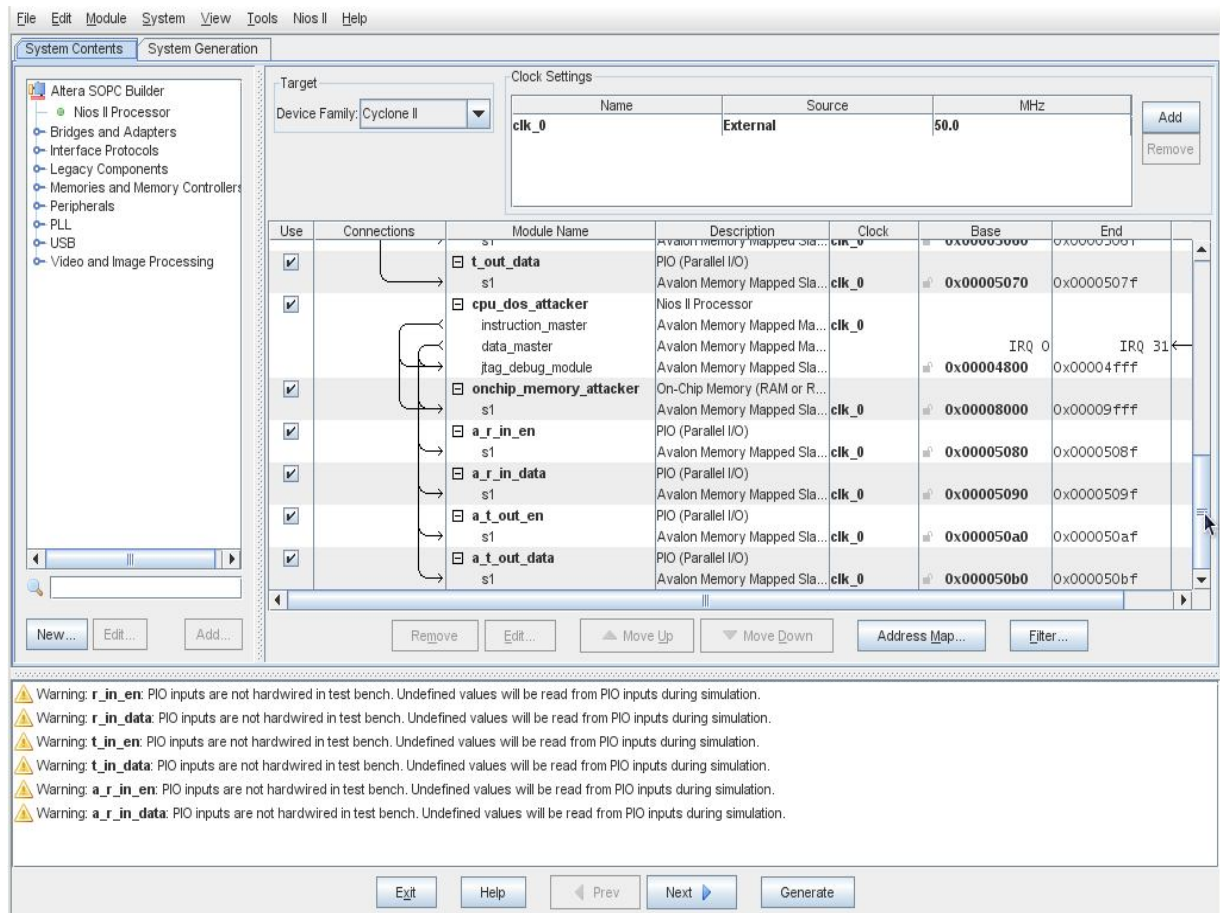 File Edit Module System View Tools Nios II Help
System Contents System Generation
Altera SOPC Builder
Nios II Processor
Bridges and Adapters
Interface Protocols
Legacy Components
Memories and Memory Controllers
Peripherals
PLL
USB
Video and Image Processing
New... Edit... Add...
Target
Device Family: Cyclone II
Clock Settings
Name Source MHz
clk_0 External 50.0
Add
Remove
Use Connections Module Name Description Clock Base End
s1 Avalon Memory Mapped Sla... clk_0
t_out_data PIO (Parallel I/O)
s1 Avalon Memory Mapped Sla... clk_0 0x00005070 0x0000507f
cpu_dos_attacker Nios II Processor
instruction_master Avalon Memory Mapped Ma... clk_0
data_master Avalon Memory Mapped Ma... IRQ 0 IRQ 31
jtag_debug_module Avalon Memory Mapped Sla... 0x00004800 0x00004fff
onchip_memory_attacker On-Chip Memory (RAM or R...
s1 Avalon Memory Mapped Sla... clk_0 0x00008000 0x00009fff
a_r_in_en PIO (Parallel I/O)
s1 Avalon Memory Mapped Sla... clk_0 0x00005080 0x0000508f
a_r_in_data PIO (Parallel I/O)
s1 Avalon Memory Mapped Sla... clk_0 0x00005090 0x0000509f
a_t_out_en PIO (Parallel I/O)
s1 Avalon Memory Mapped Sla... clk_0 0x000050a0 0x000050af
a_t_out_data PIO (Parallel I/O)
s1 Avalon Memory Mapped Sla... clk_0 0x000050b0 0x000050bf
Remove Edit... Move Up Move Down Address Map... Filter...
Warning: r_in_en: PIO inputs are not hardwired in test bench. Undefined values will be read from PIO inputs during simulation.
Warning: r_in_data: PIO inputs are not hardwired in test bench. Undefined values will be read from PIO inputs during simulation.
Warning: t_in_en: PIO inputs are not hardwired in test bench. Undefined values will be read from PIO inputs during simulation.
Warning: t_in_data: PIO inputs are not hardwired in test bench. Undefined values will be read from PIO inputs during simulation.
Warning: a_r_in_en: PIO inputs are not hardwired in test bench. Undefined values will be read from PIO inputs during simulation.
Warning: a_r_in_data: PIO inputs are not hardwired in test bench. Undefined values will be read from PIO inputs during simulation.
Exit Help Prev Next Generate